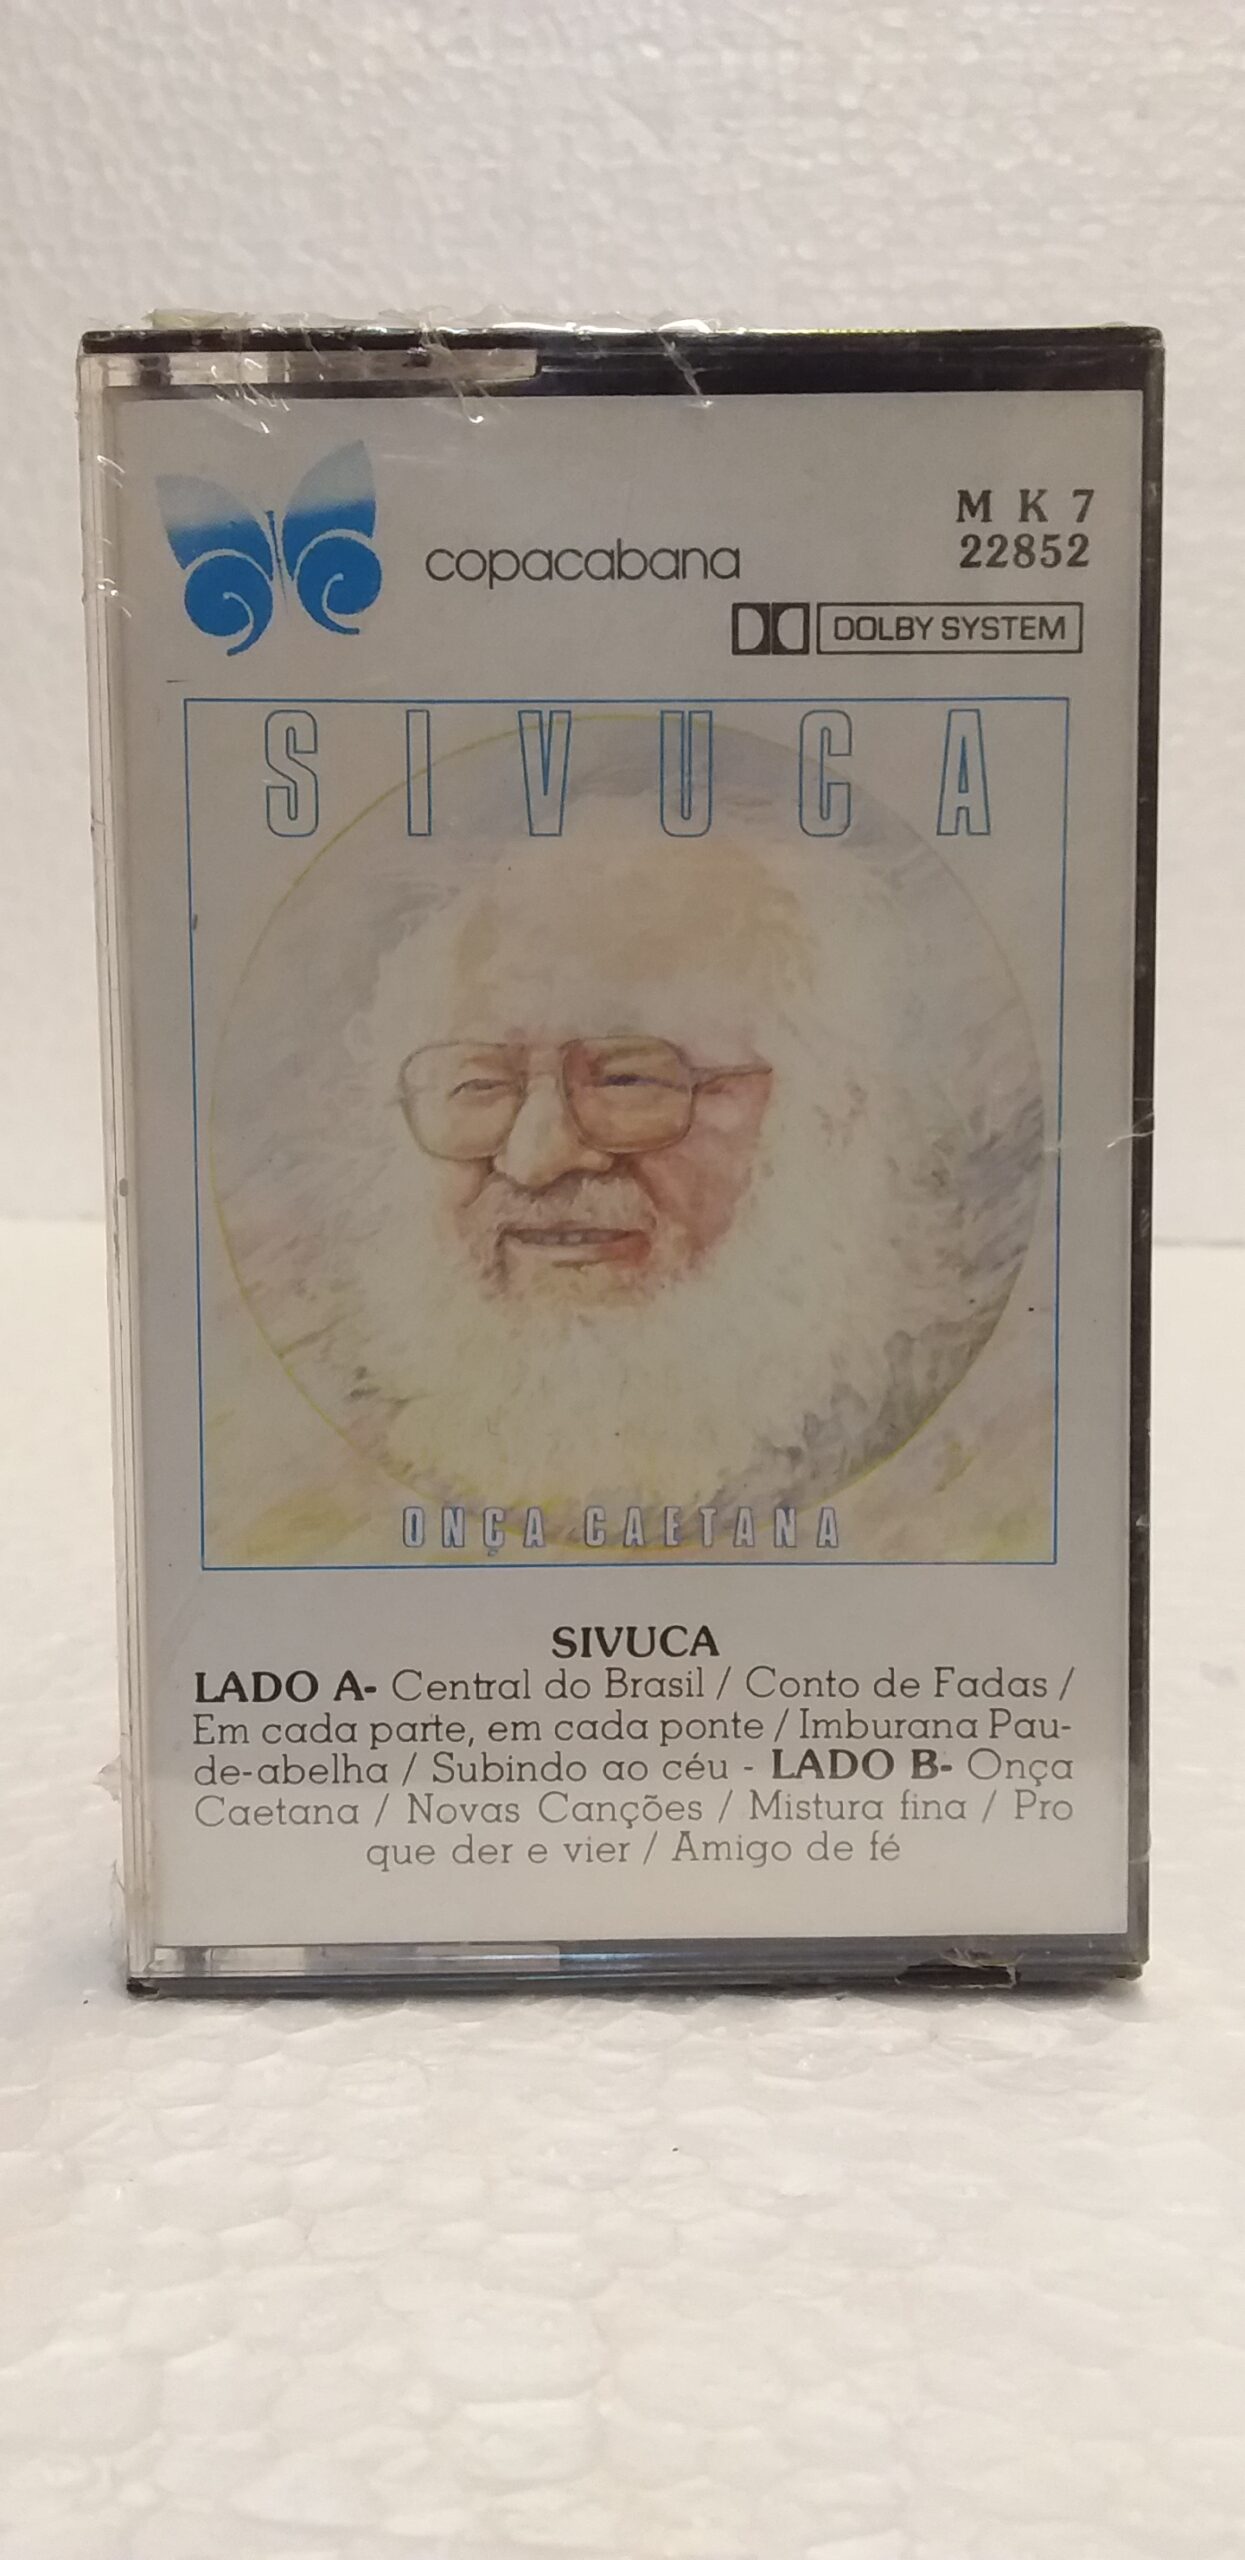 copacabana
M K 7
22852
DOLBY SYSTEM
SIVUCA
ONÇA CAETANA
SIVUCA
LADO A- Central do Brasil / Conto de Fadas /
Em cada parte, em cada ponte / Imburana Pau-
de-abelha / Subindo ao céu - LADO B- Onça
Caetana / Novas Canções / Mistura fina / Pro
que der e vier / Amigo de fé